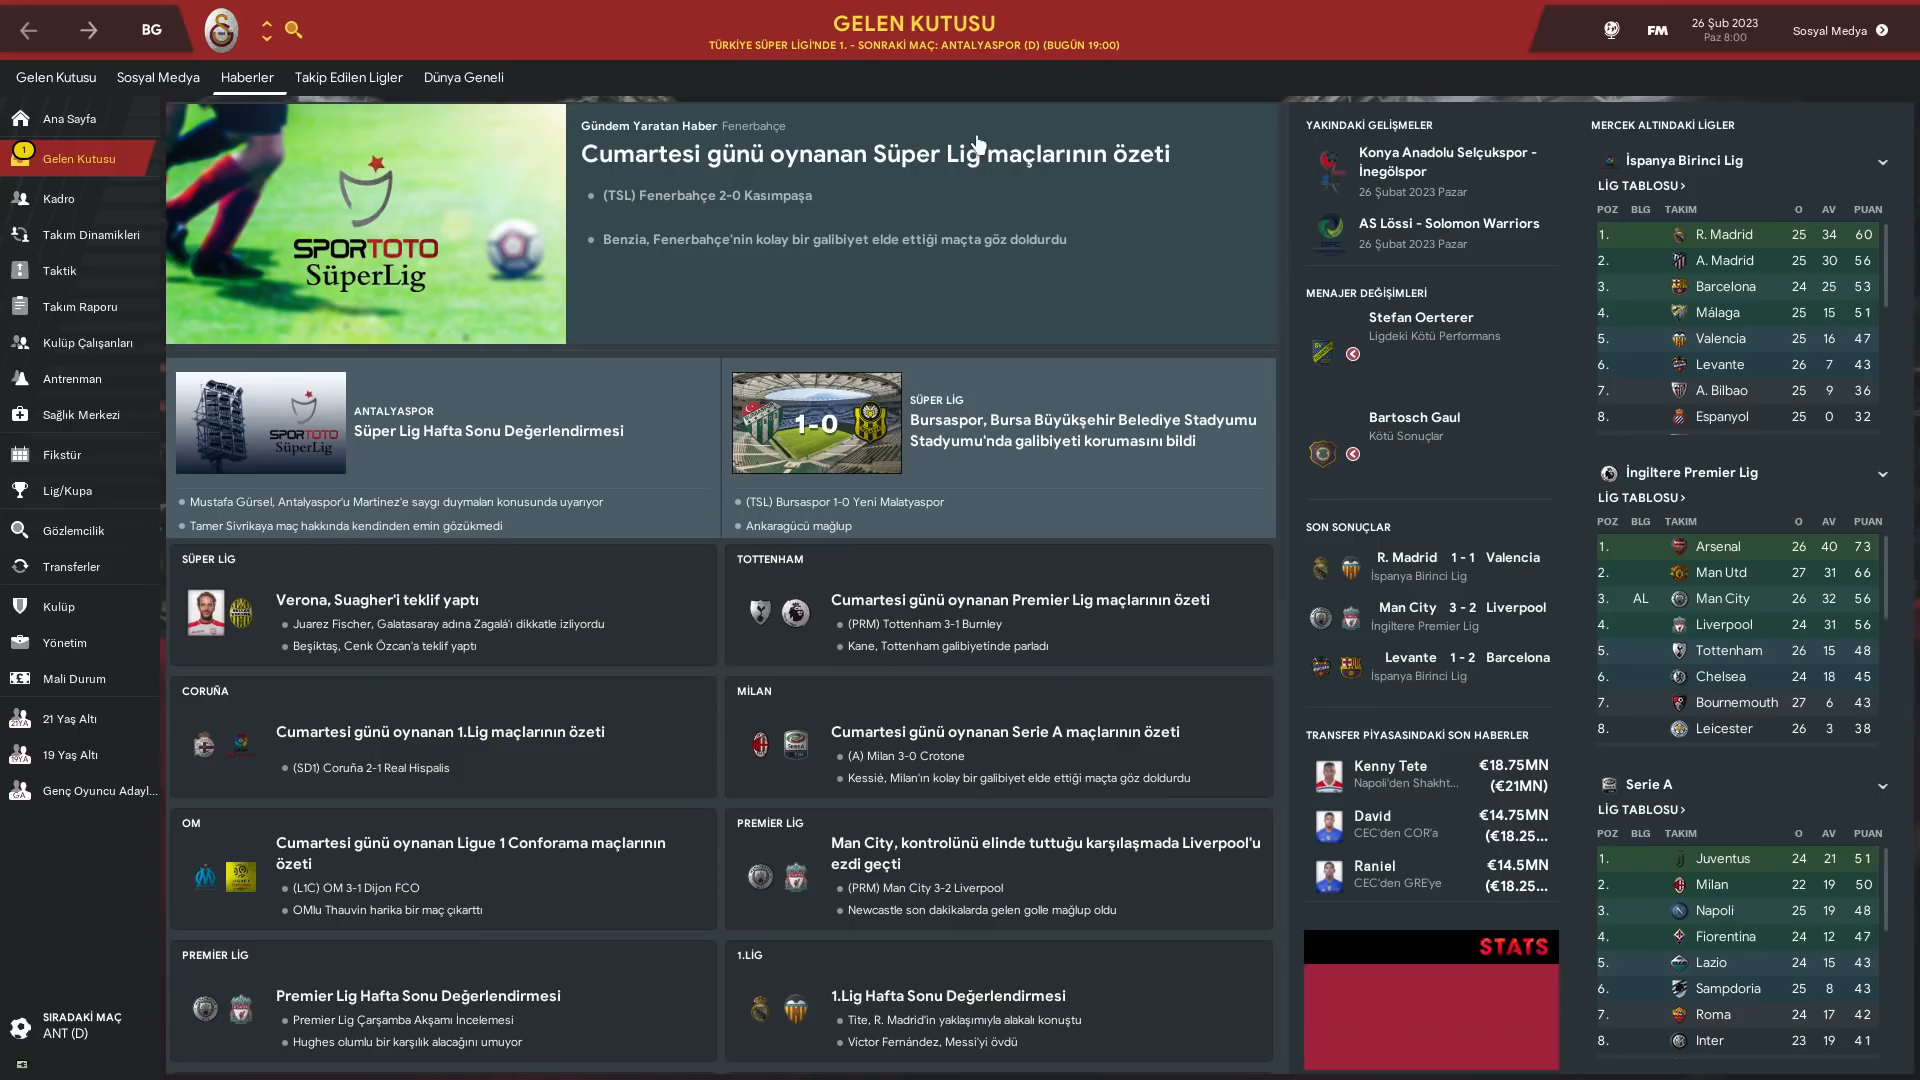 BG
GELEN KUTUSU
TÜRKİYE SÜPER LİGİ'NDE 1. - SONRAKİ MAÇ: ANTALYASPOR (D) (BUGÜN 19:00)
FM
26 Şub 2023
Paz 8:00
Sosyal Medya
Gelen Kutusu Sosyal Medya Haberler Takip Edilen Ligler Dünya Geneli
Ana Sayfa
1
Gelen Kutusu
Kadro
Takım Dinamikleri
Taktik
Takım Raporu
Kulüp Çalışanları
Antrenman
Sağlık Merkezi
Fikstür
Lig/Kupa
Gözlemcilik
Transferler
Kulüp
Yönetim
Mali Durum
21YA
21 Yaş Altı
19YA
19 Yaş Altı
GA
Genç Oyuncu Adayl...
SIRADAKİ MAÇ
ANT (D)
SPORTOTO
SüperLig
Gündem Yaratan Haber Fenerbahçe
Cumartesi günü oynanan Süper Lig maçlarının özeti
(TSL) Fenerbahçe 2-0 Kasımpaşa
Benzia, Fenerbahçe'nin kolay bir galibiyet elde ettiği maçta göz doldurdu
SPORTOTO
SüperLig
ANTALYASPOR
Süper Lig Hafta Sonu Değerlendirmesi
Mustafa Gürsel, Antalyaspor'u Martínez'e saygı duymaları konusunda uyarıyor
Tamer Sivrikaya maç hakkında kendinden emin gözükmedi
1-0
SÜPER LİG
Bursaspor, Bursa Büyükşehir Belediye Stadyumu
Stadyumu'nda galibiyeti korumasını bildi
(TSL) Bursaspor 1-0 Yeni Malatyaspor
Ankaragücü mağlup
SÜPER LİG
Verona, Suagher'i teklif yaptı
Juarez Fischer, Galatasaray adına Zagalá'ı dikkatle izliyordu
Beşiktaş, Cenk Özcan'a teklif yaptı
TOTTENHAM
Cumartesi günü oynanan Premier Lig maçlarının özeti
(PRM) Tottenham 3-1 Burnley
Kane, Tottenham galibiyetinde parladı
CORUÑA
Cumartesi günü oynanan 1.Lig maçlarının özeti
(SD1) Coruña 2-1 Real Hispalis
MİLAN
Cumartesi günü oynanan Serie A maçlarının özeti
(A) Milan 3-0 Crotone
Kessié, Milan'ın kolay bir galibiyet elde ettiği maçta göz doldurdu
OM
Cumartesi günü oynanan Ligue 1 Conforama maçlarının
özeti
(L1C) OM 3-1 Dijon FCO
OMlu Thauvin harika bir maç çıkarttı
PREMİER LİG
Man City, kontrolünü elinde tuttuğu karşılaşmada Liverpool'u
ezdi geçti
(PRM) Man City 3-2 Liverpool
Newcastle son dakikalarda gelen golle mağlup oldu
PREMİER LİG
Premier Lig Hafta Sonu Değerlendirmesi
Premier Lig Çarşamba Akşamı İncelemesi
Hughes olumlu bir karşılık alacağını umuyor
1.LİG
1.Lig Hafta Sonu Değerlendirmesi
Tite, R. Madrid'in yaklaşımıyla alakalı konuştu
Víctor Fernández, Messi'yi övdü
YAKINDAKİ GELİŞMELER
Konya Anadolu Selçukspor -
İnegölspor
26 Şubat 2023 Pazar
AS Lössi - Solomon Warriors
26 Şubat 2023 Pazar
MENAJER DEĞİŞİMLERİ
Stefan Oerterer
Ligdeki Kötü Performans
Bartosch Gaul
Kötü Sonuçlar
SON SONUÇLAR
R. Madrid 1 - 1 Valencia
İspanya Birinci Lig
Man City 3 - 2 Liverpool
İngiltere Premier Lig
Levante 1 - 2 Barcelona
İspanya Birinci Lig
TRANSFER PİYASASINDAKİ SON HABERLER
Kenny Tete €18.75MN
Napoli'den Shakht... (€21MN)
David €14.75MN
CEC'den COR'a (€18.25...
Raniel €14.5MN
CEC'den GRE'ye (€18.25...
STATS
MERCEK ALTINDAKİ LİGLER
İspanya Birinci Lig
LİG TABLOSU>
POZ BLG TAKIM O AV PUAN
1. R. Madrid 25 34 60
2. A. Madrid 25 30 56
3. Barcelona 24 25 53
4. Málaga 25 15 51
5. Valencia 25 16 47
6. Levante 26 7 43
7. A. Bilbao 25 9 36
8. Espanyol 25 0 32
İngiltere Premier Lig
LİG TABLOSU>
POZ BLG TAKIM O AV PUAN
1. Arsenal 26 40 73
2. Man Utd 27 31 66
3. AL Man City 26 32 56
4. Liverpool 24 31 56
5. Tottenham 26 15 48
6. Chelsea 24 18 45
7. Bournemouth 27 6 43
8. Leicester 26 3 38
Serie A
LİG TABLOSU>
POZ BLG TAKIM O AV PUAN
1. Juventus 24 21 51
2. Milan 22 19 50
3. Napoli 25 19 48
4. Fiorentina 24 12 47
5. Lazio 24 15 43
6. Sampdoria 25 8 43
7. Roma 24 17 42
8. Inter 23 19 41